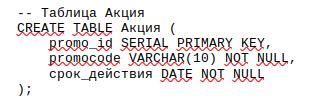 -- Таблица Акция
CREATE TABLE Акция (
    promo_id SERIAL PRIMARY KEY,
    promocode VARCHAR(10) NOT NULL,
    срок_действия DATE NOT NULL
);